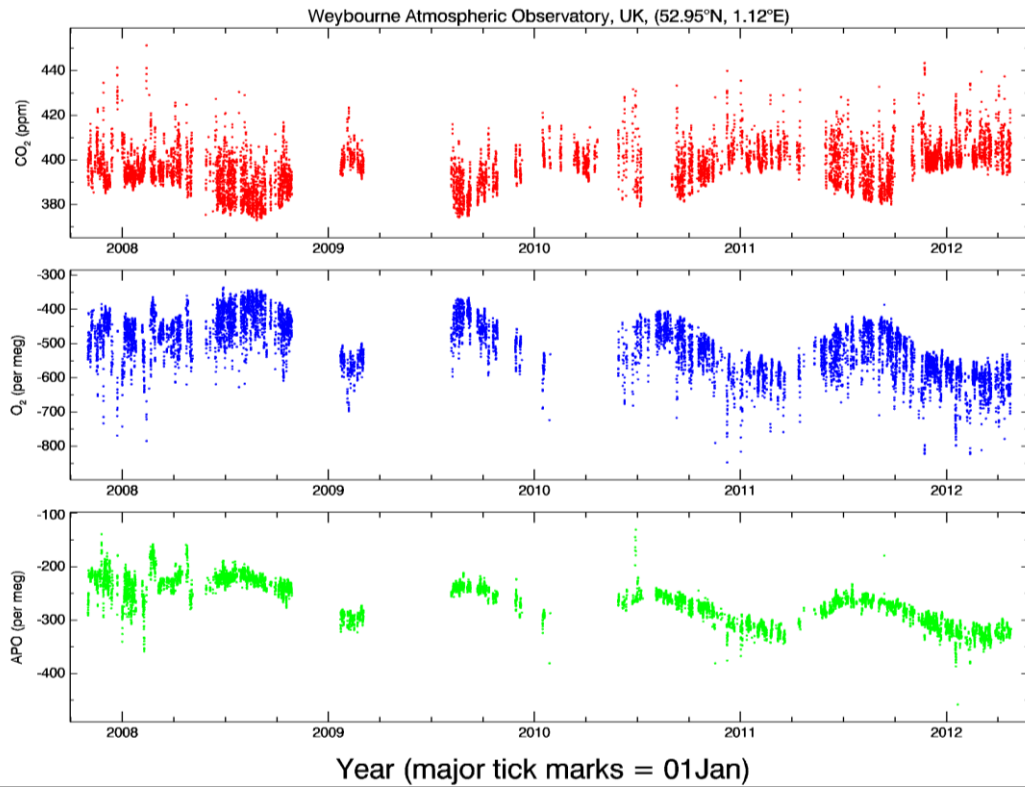 Weybourne Atmospheric Observatory, UK, (52.95°N, 1.12°E)
CO2 (ppm)
440
420
400
380
2008 2009 2010 2011 2012
O2 (per meg)
-300
-400
-500
-600
-700
-800
2008 2009 2010 2011 2012
APO (per meg)
-100
-200
-300
-400
2008 2009 2010 2011 2012
Year (major tick marks = 01Jan)